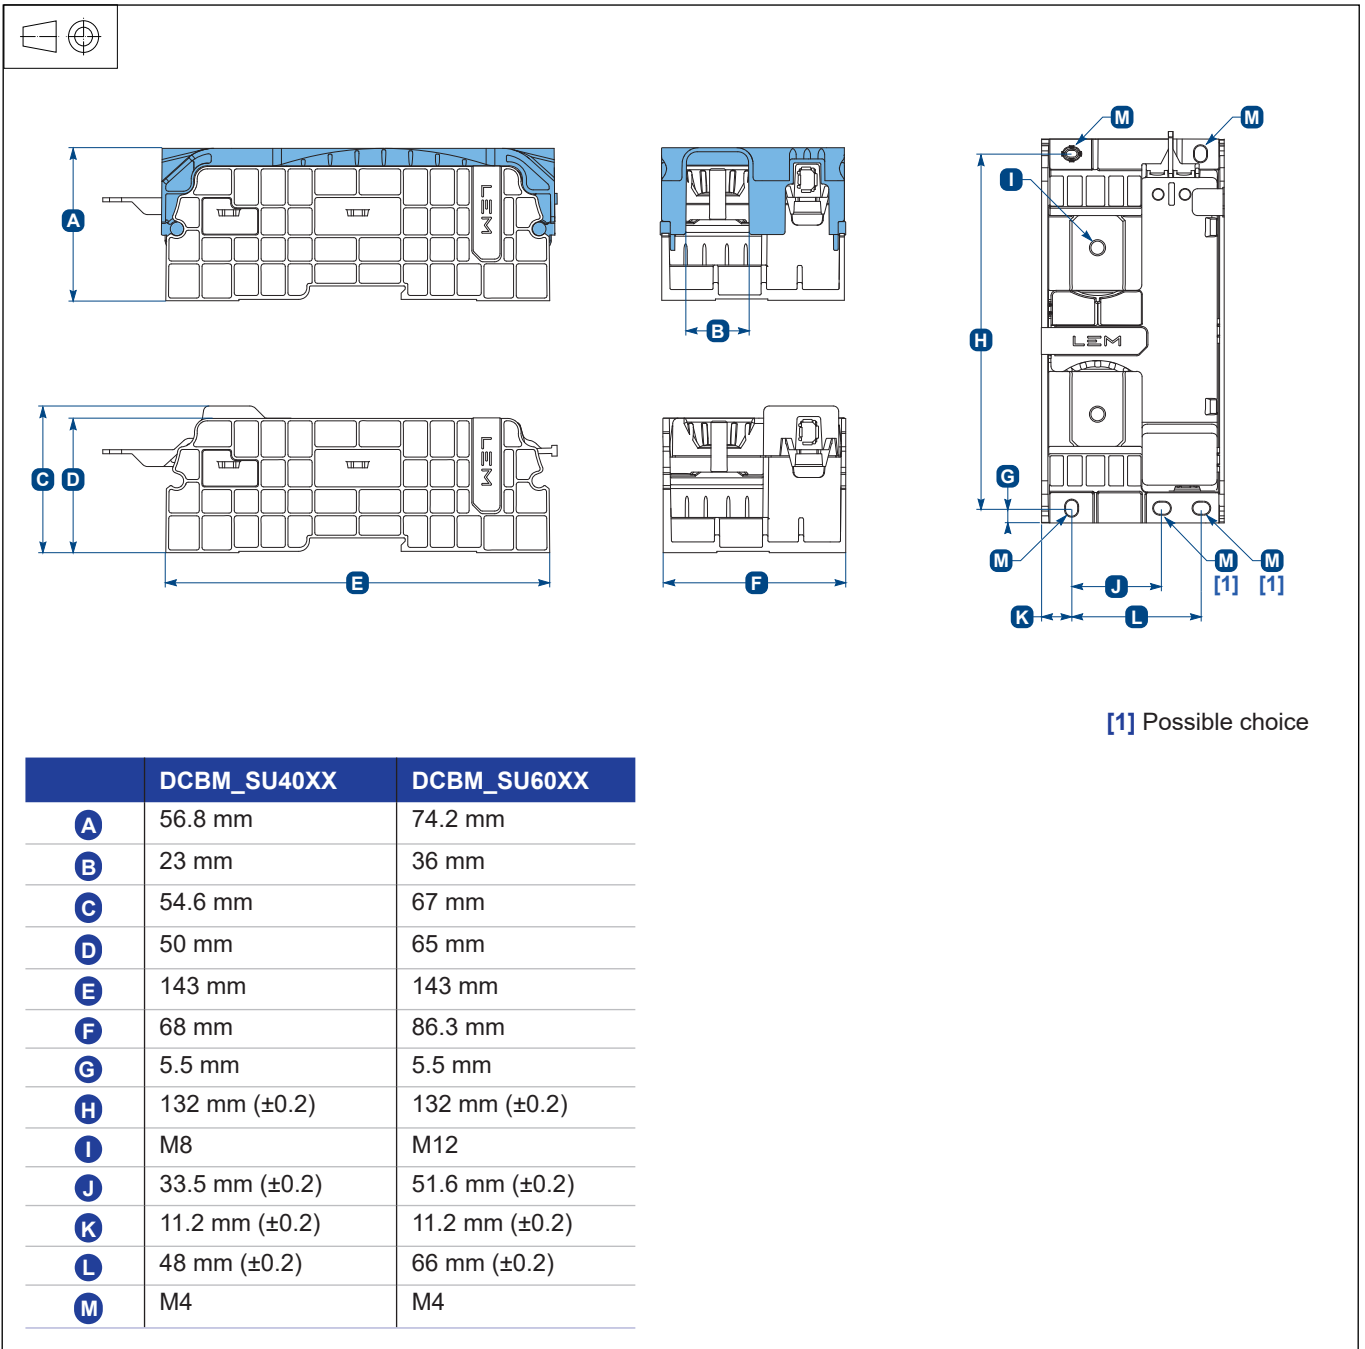 M M
I
A
LEM
B
H
LEM
C D
LEM
G
M M M
[1] [1]
E F J
K L
[1] Possible choice
DCBM_SU40XX DCBM_SU60XX
A 56.8 mm 74.2 mm
B 23 mm 36 mm
C 54.6 mm 67 mm
D 50 mm 65 mm
E 143 mm 143 mm
F 68 mm 86.3 mm
G 5.5 mm 5.5 mm
H 132 mm (±0.2) 132 mm (±0.2)
I M8 M12
J 33.5 mm (±0.2) 51.6 mm (±0.2)
K 11.2 mm (±0.2) 11.2 mm (±0.2)
L 48 mm (±0.2) 66 mm (±0.2)
M M4 M4